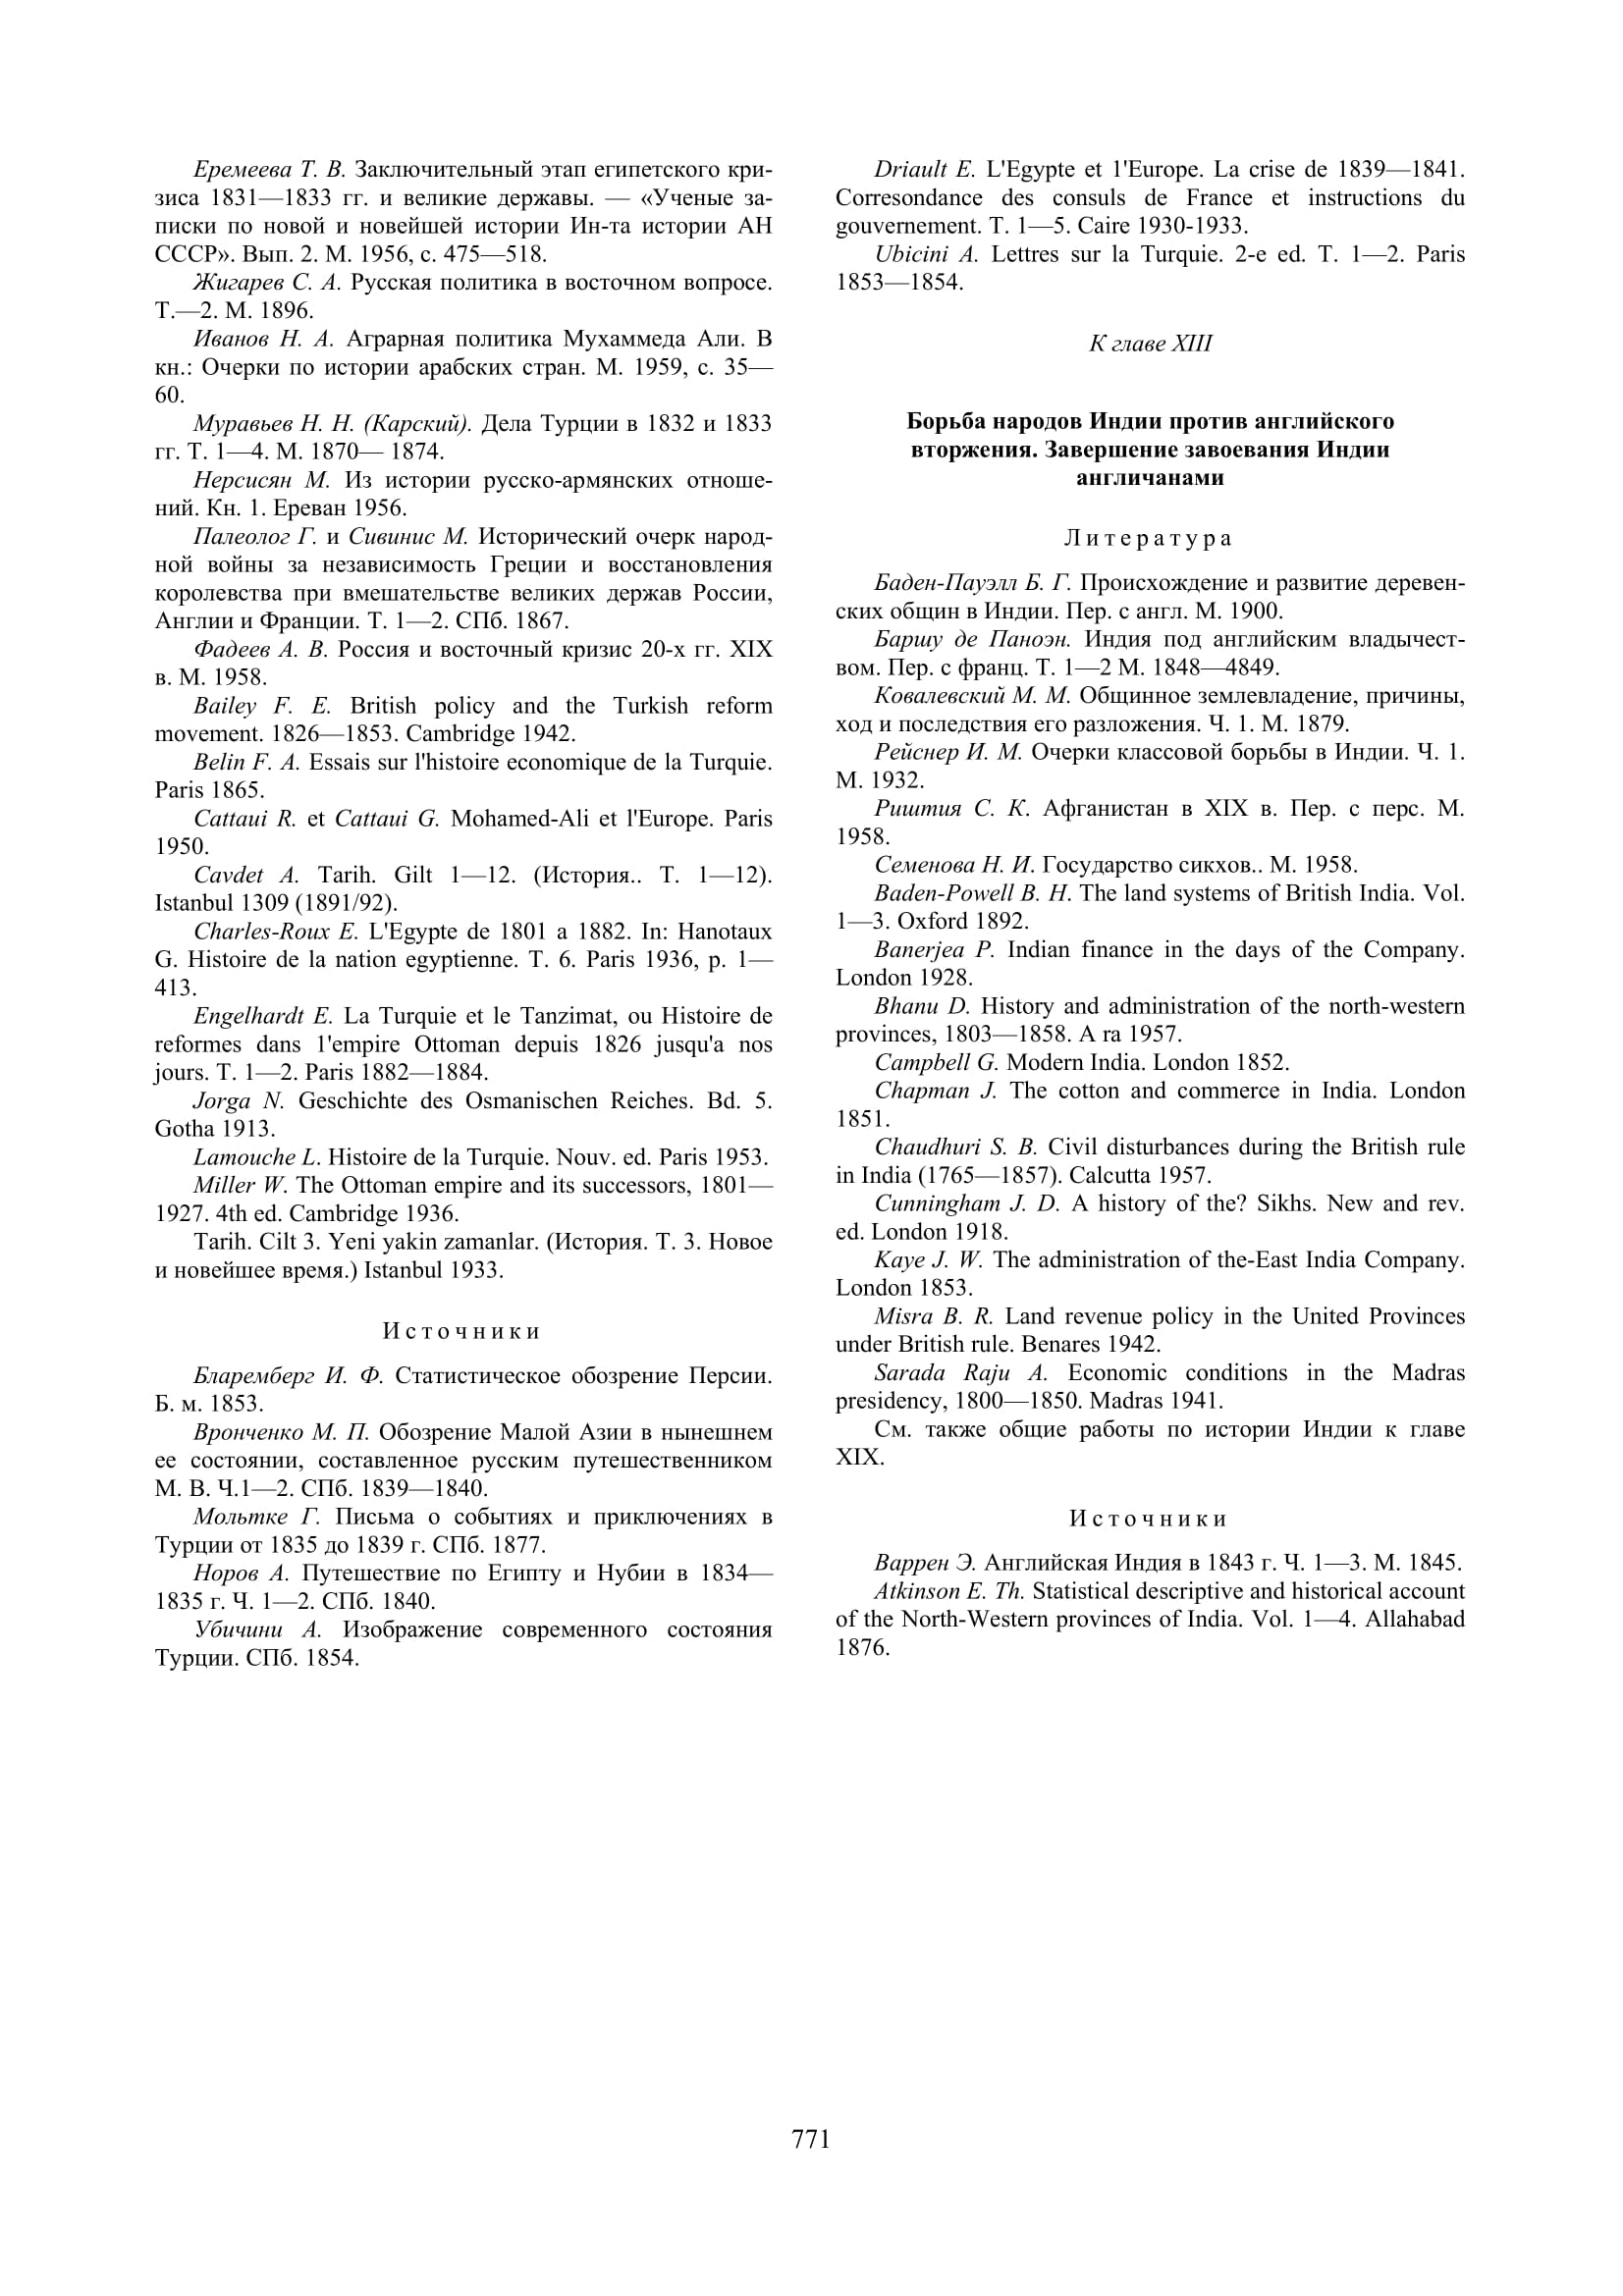 Еремеева Т. В. Заключительный этап египетского кри-
зиса 1831—1833 гг. и великие державы. — «Ученые за-
писки по новой и новейшей истории Ин-та истории АН
СССР». Вып. 2. М. 1956, с. 475—518.
Жигарев С. А. Русская политика в восточном вопросе.
Т.—2. М. 1896.
Иванов Н. А. Аграрная политика Мухаммеда Али. В
кн.: Очерки по истории арабских стран. М. 1959, с. 35—
60.
Муравьев Н. Н. (Карский). Дела Турции в 1832 и 1833
гг. Т. 1—4. М. 1870— 1874.
Нерсисян М. Из истории русско-армянских отноше-
ний. Кн. 1. Ереван 1956.
Палеолог Г. и Сивинис М. Исторический очерк народ-
ной войны за независимость Греции и восстановления
королевства при вмешательстве великих держав России,
Англии и Франции. Т. 1—2. СПб. 1867.
Фадеев А. В. Россия и восточный кризис 20-х гг. XIX
в. М. 1958.
Bailey F. E. British policy and the Turkish reform
movement. 1826—1853. Cambridge 1942.
Belin F. A. Essais sur l'histoire economique de la Turquie.
Paris 1865.
Cattaui R. et Cattaui G. Mohamed-Ali et l'Europe. Paris
1950.
Cavdet A. Tarih. Gilt 1—12. (История.. Т. 1—12).
Istanbul 1309 (1891/92).
Charles-Roux E. L'Egypte de 1801 a 1882. In: Hanotaux
G. Histoire de la nation egyptienne. T. 6. Paris 1936, p. 1—
413.
Engelhardt E. La Turquie et le Tanzimat, ou Histoire de
reformes dans 1'empire Ottoman depuis 1826 jusqu'a nos
jours. T. 1—2. Paris 1882—1884.
Jorga N. Geschichte des Osmanischen Reiches. Bd. 5.
Gotha 1913.
Lamouche L. Histoire de la Turquie. Nouv. ed. Paris 1953.
Miller W. The Ottoman empire and its successors, 1801—
1927. 4th ed. Cambridge 1936.
Tarih. Cilt 3. Yeni yakin zamanlar. (История. Т. 3. Новое
и новейшее время.) Istanbul 1933.
Источники
Бларемберг И. Ф. Статистическое обозрение Персии.
Б. м. 1853.
Вронченко М. П. Обозрение Малой Азии в нынешнем
ее состоянии, составленное русским путешественником
М. В. Ч.1—2. СПб. 1839—1840.
Мольтке Г. Письма о событиях и приключениях в
Турции от 1835 до 1839 г. СПб. 1877.
Норов А. Путешествие по Египту и Нубии в 1834—
1835 г. Ч. 1—2. СПб. 1840.
Убичини А. Изображение современного состояния
Турции. СПб. 1854.
Driault E. L'Egypte et 1'Europe. La crise de 1839—1841.
Corresondance des consuls de France et instructions du
gouvernement. T. 1—5. Caire 1930-1933.
Ubicini A. Lettres sur la Turquie. 2-e ed. T. 1—2. Paris
1853—1854.
К главе XIII
Борьба народов Индии против английского
вторжения. Завершение завоевания Индии
англичанами
Литература
Баден-Пауэлл Б. Г. Происхождение и развитие деревен-
ских общин в Индии. Пер. с англ. М. 1900.
Баршу де Паноэн. Индия под английским владычест-
вом. Пер. с франц. Т. 1—2 М. 1848—4849.
Ковалевский М. М. Общинное землевладение, причины,
ход и последствия его разложения. Ч. 1. М. 1879.
Рейснер И. М. Очерки классовой борьбы в Индии. Ч. 1.
М. 1932.
Риштия С. К. Афганистан в XIX в. Пер. с перс. М.
1958.
Семенова Н. И. Государство сикхов.. М. 1958.
Baden-Powell B. H. The land systems of British India. Vol.
1—3. Oxford 1892.
Banerjea P. Indian finance in the days of the Company.
London 1928.
Bhanu D. History and administration of the north-western
provinces, 1803—1858. A ra 1957.
Campbell G. Modern India. London 1852.
Chapman J. The cotton and commerce in India. London
1851.
Chaudhuri S. B. Civil disturbances during the British rule
in India (1765—1857). Calcutta 1957.
Cunningham J. D. A history of the? Sikhs. New and rev.
ed. London 1918.
Kaye J. W. The administration of the-East India Company.
London 1853.
Misra B. R. Land revenue policy in the United Provinces
under British rule. Benares 1942.
Sarada Raju A. Economic conditions in the Madras
presidency, 1800—1850. Madras 1941.
См. также общие работы по истории Индии к главе
XIX.
Источники
Варрен Э. Английская Индия в 1843 г. Ч. 1—3. М. 1845.
Atkinson E. Th. Statistical descriptive and historical account
of the North-Western provinces of India. Vol. 1—4. Allahabad
1876.
771